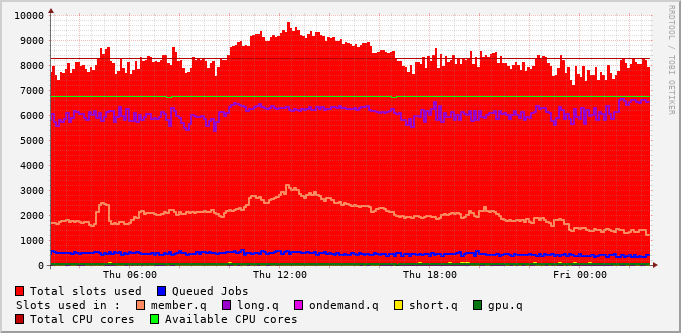 10000
9000
8000
7000
6000
5000
4000
3000
2000
1000
0
Thu 06:00 Thu 12:00 Thu 18:00 Fri 00:00
RRDTOOL / TOBI OETIKER
Total slots used Queued Jobs
Slots used in : member.q long.q ondemand.q short.q gpu.q
Total CPU cores Available CPU cores